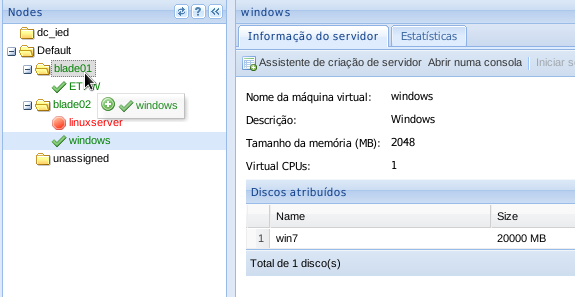 Nodes
dc_ied
Default
blade01
blade02
windows
linuxserver
windows
unassigned
windows
Informação do servidor
Estatísticas
Assistente de criação de servidor
Abrir numa consola
Iniciar
Nome da máquina virtual: windows
Descrição: Windows
Tamanho da memória (MB): 2048
Virtual CPUs: 1
Discos atribuídos
Name Size
1 win7 20000 MB
Total de 1 disco(s)